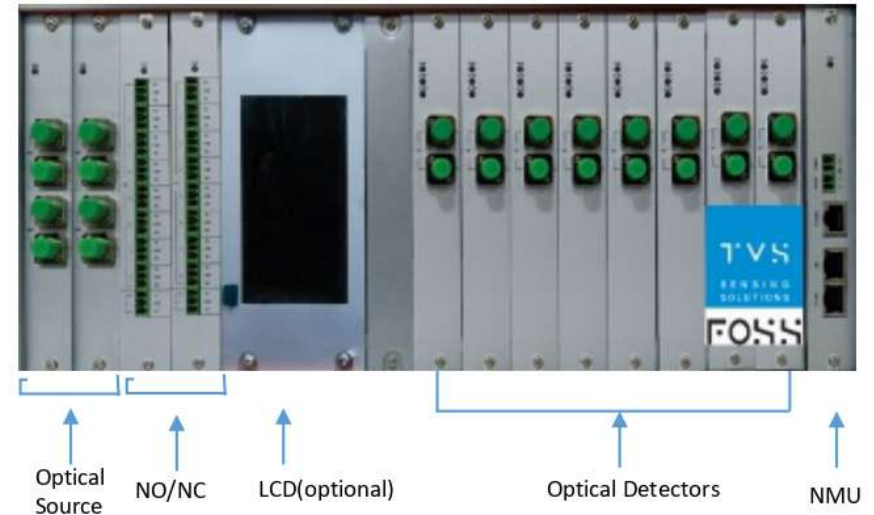 TVS
SENSING
SOLUTIONS
FOSS
Optical
Source
NO/NC
LCD(optional)
Optical Detectors
NMU